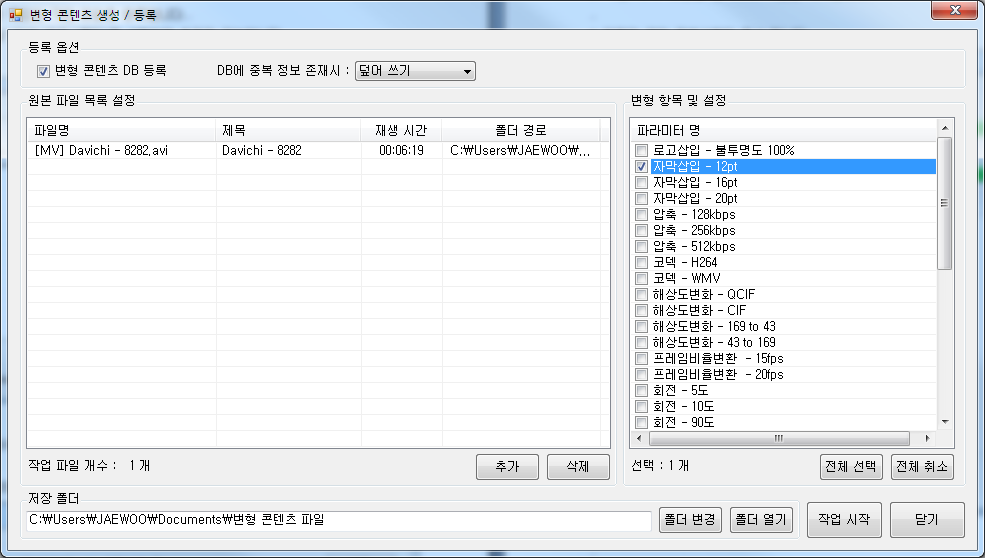 변형 콘텐츠 생성 / 등록
등록 옵션
변형 콘텐츠 DB 등록 DB에 중복 정보 존재시 : 덮어 쓰기
원본 파일 목록 설정
파일명 제목 재생 시간 폴더 경로
[MV] Davichi - 8282.avi Davichi - 8282 00:06:19 C:₩Users₩JAEWOO₩,...
작업 파일 개수 : 1 개
추가 삭제
변형 항목 및 설정
파라미터 명
로고삽입 - 불투명도 100%
자막삽입 - 12pt
자막삽입 - 16pt
자막삽입 - 20pt
압축 - 128kbps
압축 - 256kbps
압축 - 512kbps
코덱 - H264
코덱 - WMV
해상도변화 - QCIF
해상도변화 - CIF
해상도변화 - 169 to 43
해상도변화 - 43 to 169
프레임비율변환 - 15fps
프레임비율변환 - 20fps
회전 - 5도
회전 - 10도
회전 - 90도
선택 : 1 개
전체 선택 전체 취소
저장 폴더
C:₩Users₩JAEWOO₩Documents₩변형 콘텐츠 파일
폴더 변경 폴더 열기 작업 시작 닫기